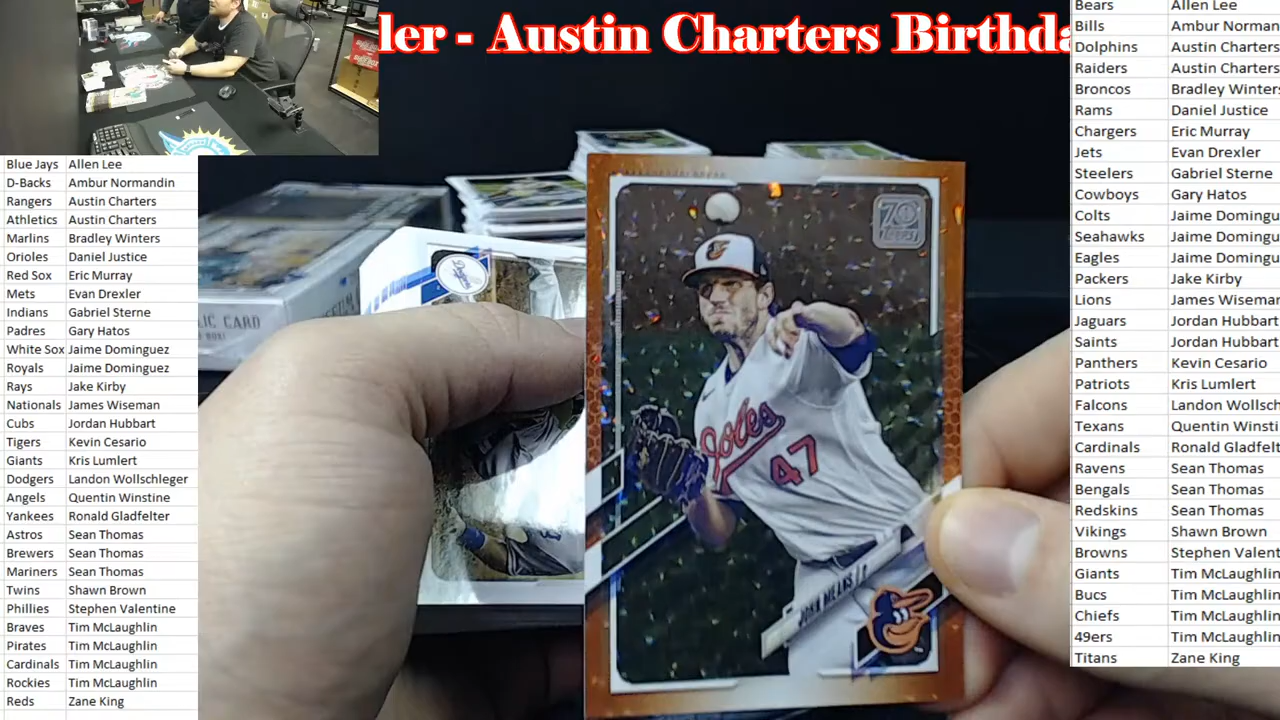 ler - Austin Charters Birthda
Blue Jays Allen Lee
D-Backs Ambur Normandin
Rangers Austin Charters
Athletics Austin Charters
Marlins Bradley Winters
Orioles Daniel Justice
Red Sox Eric Murray
Mets Evan Drexler
Indians Gabriel Sterne
Padres Gary Hatos
White Sox Jaime Dominguez
Royals Jaime Dominguez
Rays Jake Kirby
Nationals James Wiseman
Cubs Jordan Hubbart
Tigers Kevin Cesario
Giants Kris Lumlert
Dodgers Landon Wollschleger
Angels Quentin Winstine
Yankees Ronald Gladfelter
Astros Sean Thomas
Brewers Sean Thomas
Mariners Sean Thomas
Twins Shawn Brown
Phillies Stephen Valentine
Braves Tim McLaughlin
Pirates Tim McLaughlin
Cardinals Tim McLaughlin
Rockies Tim McLaughlin
Reds Zane King
LIC CARD
70
Orioles
47
JOHN MEANS / P
Bears Allen Lee
Bills Ambur Norman
Dolphins Austin Charters
Raiders Austin Charters
Broncos Bradley Winters
Rams Daniel Justice
Chargers Eric Murray
Jets Evan Drexler
Steelers Gabriel Sterne
Cowboys Gary Hatos
Colts Jaime Domingu
Seahawks Jaime Domingu
Eagles Jaime Domingu
Packers Jake Kirby
Lions James Wiseman
Jaguars Jordan Hubbart
Saints Jordan Hubbart
Panthers Kevin Cesario
Patriots Kris Lumlert
Falcons Landon Wollsch
Texans Quentin Winsti
Cardinals Ronald Gladfelt
Ravens Sean Thomas
Bengals Sean Thomas
Redskins Sean Thomas
Vikings Shawn Brown
Browns Stephen Valent
Giants Tim McLaughlin
Bucs Tim McLaughlin
Chiefs Tim McLaughlin
49ers Tim McLaughlin
Titans Zane King